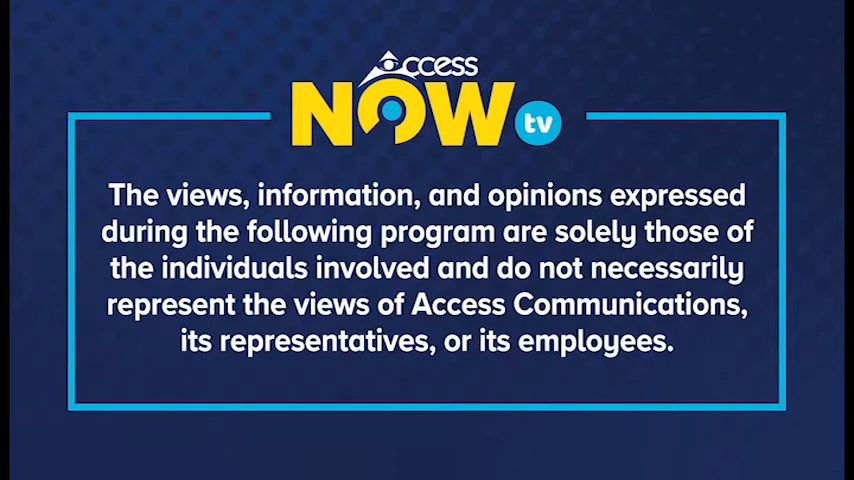 Access
NOW tv
The views, information, and opinions expressed
during the following program are solely those of
the individuals involved and do not necessarily
represent the views of Access Communications,
its representatives, or its employees.